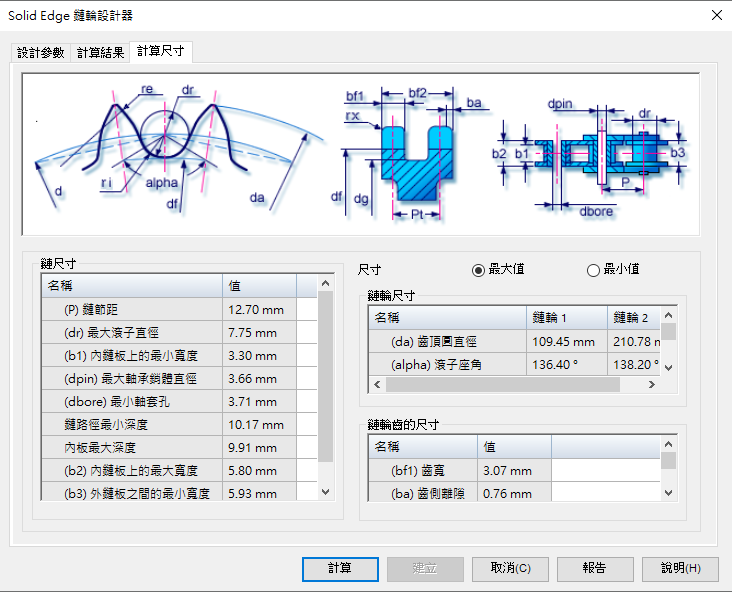 Solid Edge 鏈輪設計器
設計參數 計算結果 計算尺寸
re dr
d ri alpha df da
bf1 bf2 ba
rx
df dg Pt
dpin dr
b2 b1 b3
P
dbore
鏈尺寸
名稱 值
(P) 鏈節距 12.70 mm
(dr) 最大滾子直徑 7.75 mm
(b1) 內鏈板上的最小寬度 3.30 mm
(dpin) 最大軸承銷體直徑 3.66 mm
(dbore) 最小軸套孔 3.71 mm
鏈路徑最小深度 10.17 mm
內板最大深度 9.91 mm
(b2) 內鏈板上的最大寬度 5.80 mm
(b3) 外鏈板之間的最小寬度 5.93 mm
尺寸 最大值 最小值
鏈輪尺寸
名稱 鏈輪 1 鏈輪 2
(da) 齒頂圓直徑 109.45 mm 210.78 m
(alpha) 滾子座角 136.40 ° 138.20 °
鏈輪齒的尺寸
名稱 值
(bf1) 齒寬 3.07 mm
(ba) 齒側離隙 0.76 mm
計算 建立 取消(C) 報告 說明(H)